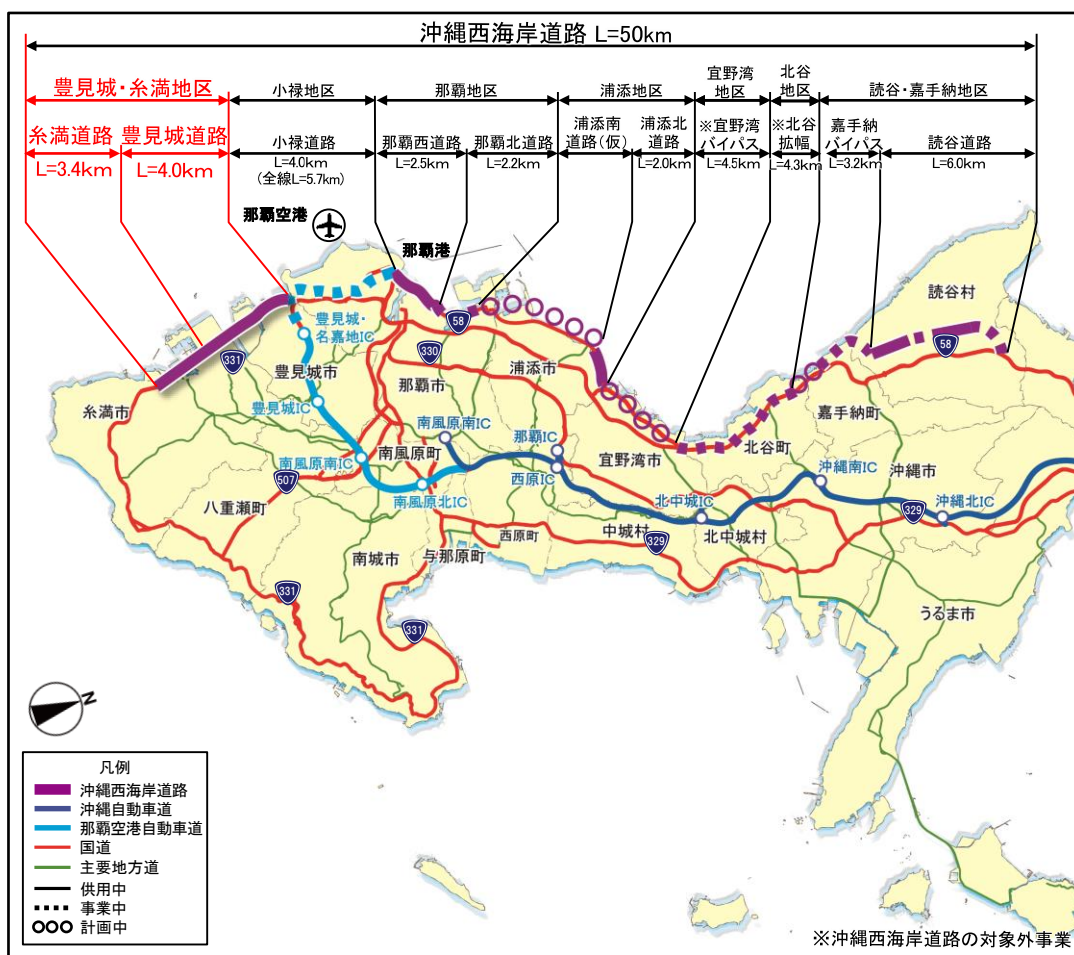 沖縄西海岸道路 L=50km
豊見城・糸満地区
小禄地区
那覇地区
浦添地区
宜野湾
地区
北谷
地区
読谷・嘉手納地区
糸満道路
L=3.4km
豊見城道路
L=4.0km
小禄道路
L=4.0km
(全線L=5.7km)
那覇西道路
L=2.5km
那覇北道路
L=2.2km
浦添南
道路(仮)
浦添北
道路
L=2.0km
※宜野湾
バイパス
L=4.5km
※北谷
拡幅
L=4.3km
嘉手納
バイパス
L=3.2km
読谷道路
L=6.0km
那覇空港
那覇港
読谷村
58
58
豊見城・
名嘉地IC
331
330
豊見城市
那覇市
浦添市
糸満市
豊見城IC
南風原南IC
那覇IC
嘉手納町
北谷町
南風原町
宜野湾市
南風原南IC
西原IC
沖縄南IC
沖縄市
507
南風原北IC
北中城IC
329
沖縄北IC
八重瀬町
西原町
中城村
329
北中城村
南城市
与那原町
331
331
うるま市
N
凡例
沖縄西海岸道路
沖縄自動車道
那覇空港自動車道
国道
主要地方道
供用中
事業中
計画中
※沖縄西海岸道路の対象外事業